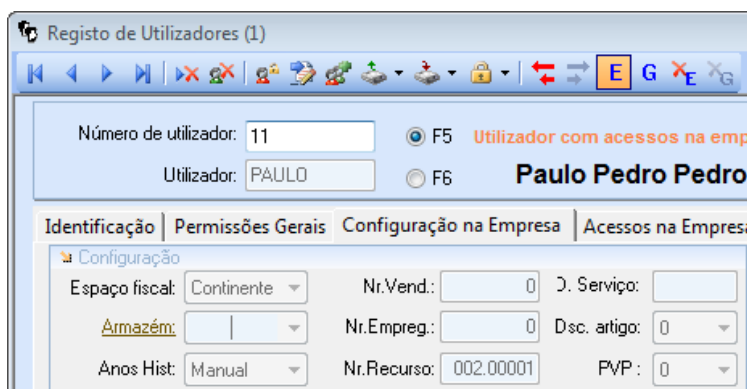 Registo de Utilizadores (1)
E G E G
Número de utilizador: 11 F5 Utilizador com acessos na emp
Utilizador: PAULO F6 Paulo Pedro Pedro
Identificação Permissões Gerais Configuração na Empresa Acessos na Empresa
Configuração
Espaço fiscal: Continente Nr.Vend.: 0 D. Serviço:
Armazém: Nr.Empreg.: 0 Dsc. artigo: 0
Anos Hist: Manual Nr.Recurso: 002.00001 PVP : 0